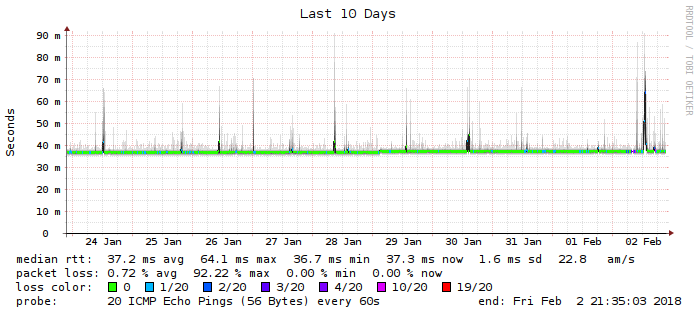 Last 10 Days
RRDTOOL / TOBI OETIKER
Seconds
90 m
80 m
70 m
60 m
50 m
40 m
30 m
20 m
10 m
0
24 Jan 25 Jan 26 Jan 27 Jan 28 Jan 29 Jan 30 Jan 31 Jan 01 Feb 02 Feb
median rtt: 37.2 ms avg 64.1 ms max 36.7 ms min 37.3 ms now 1.6 ms sd 22.8 am/s
packet loss: 0.72 % avg 92.22 % max 0.00 % min 0.00 % now
loss color: 0 1/20 2/20 3/20 4/20 10/20 19/20
probe: 20 ICMP Echo Pings (56 Bytes) every 60s end: Fri Feb 2 21:35:03 2018